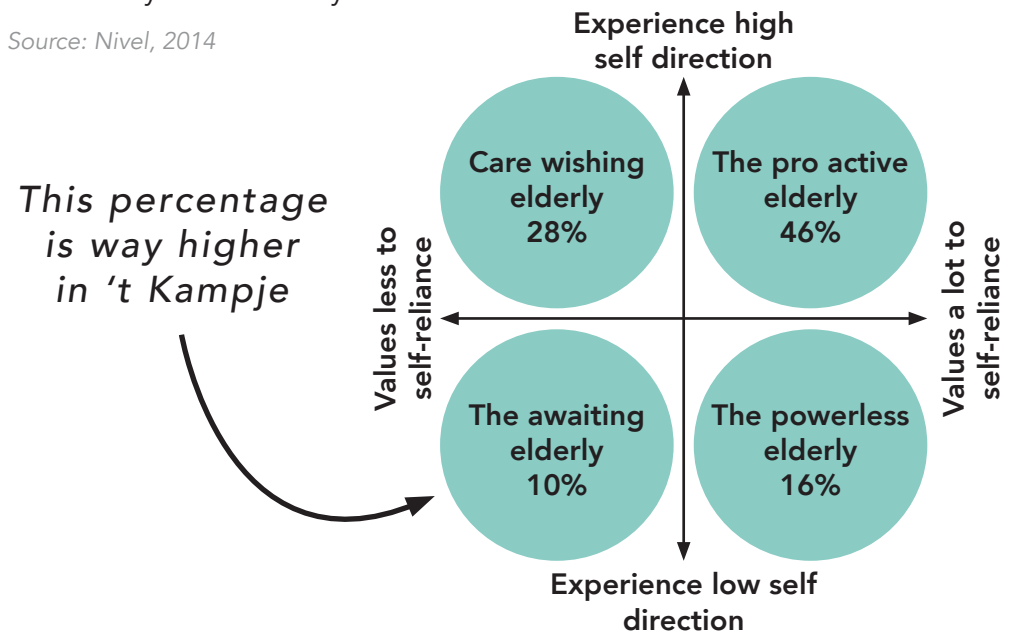 Source: Nivel, 2014
Experience high
self direction
This percentage
is way higher
in ‘t Kampje
Care wishing
elderly
28%
The pro active
elderly
46%
Values less to
self-reliance
Values a lot to
self-reliance
The awaiting
elderly
10%
The powerless
elderly
16%
Experience low self
direction